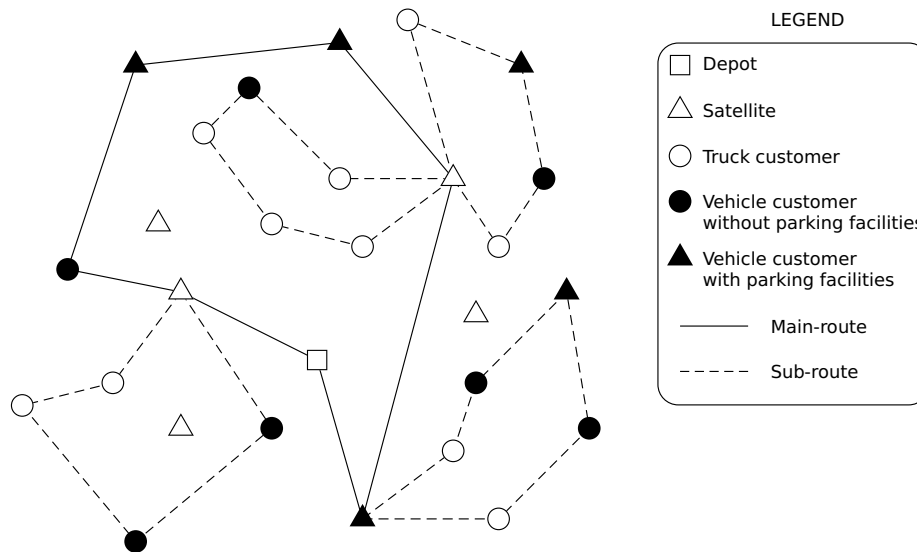 LEGEND
Depot
Satellite
Truck customer
Vehicle customer
without parking facilities
Vehicle customer
with parking facilities
Main-route
Sub-route